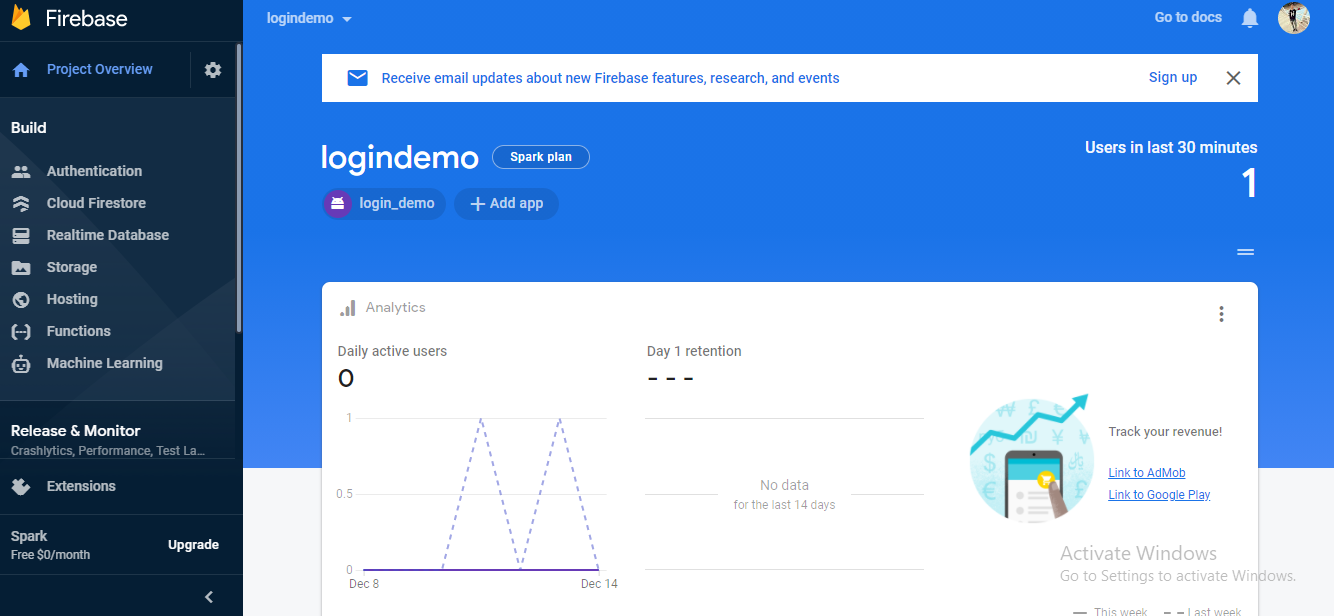 Firebase
logindemo
Go to docs
Project Overview
Receive email updates about new Firebase features, research, and events
Sign up
Build
Authentication
Cloud Firestore
Realtime Database
Storage
Hosting
Functions
Machine Learning
Release & Monitor
Crashlytics, Performance, Test La...
Extensions
Spark
Free $0/month
Upgrade
logindemo
Spark plan
login_demo
Add app
Users in last 30 minutes
1
Analytics
Daily active users
0
1
0.5
0
Dec 8
Dec 14
Day 1 retention
- - -
No data
for the last 14 days
Track your revenue!
Link to AdMob
Link to Google Play
Activate Windows
Go to Settings to activate Windows.
This week
Last week